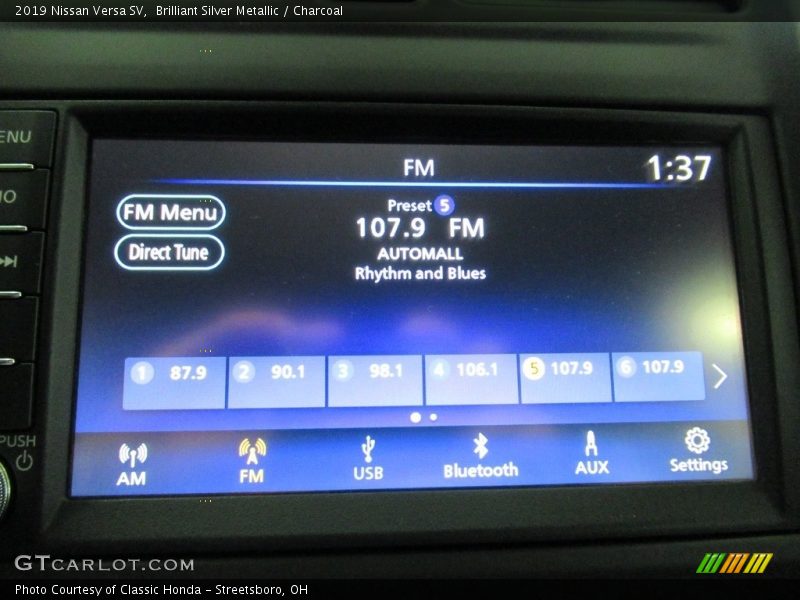 2019 Nissan Versa SV, Brilliant Silver Metallic / Charcoal
ENU
FM
1:37
FM Menu
Preset 5
107.9 FM
Direct Tune
AUTOMALL
Rhythm and Blues
1 87.9 2 90.1 3 98.1 4 106.1 5 107.9 6 107.9
AM FM USB Bluetooth AUX Settings
PUSH
GTCARLOT.COM
Photo Courtesy of Classic Honda - Streetsboro, OH